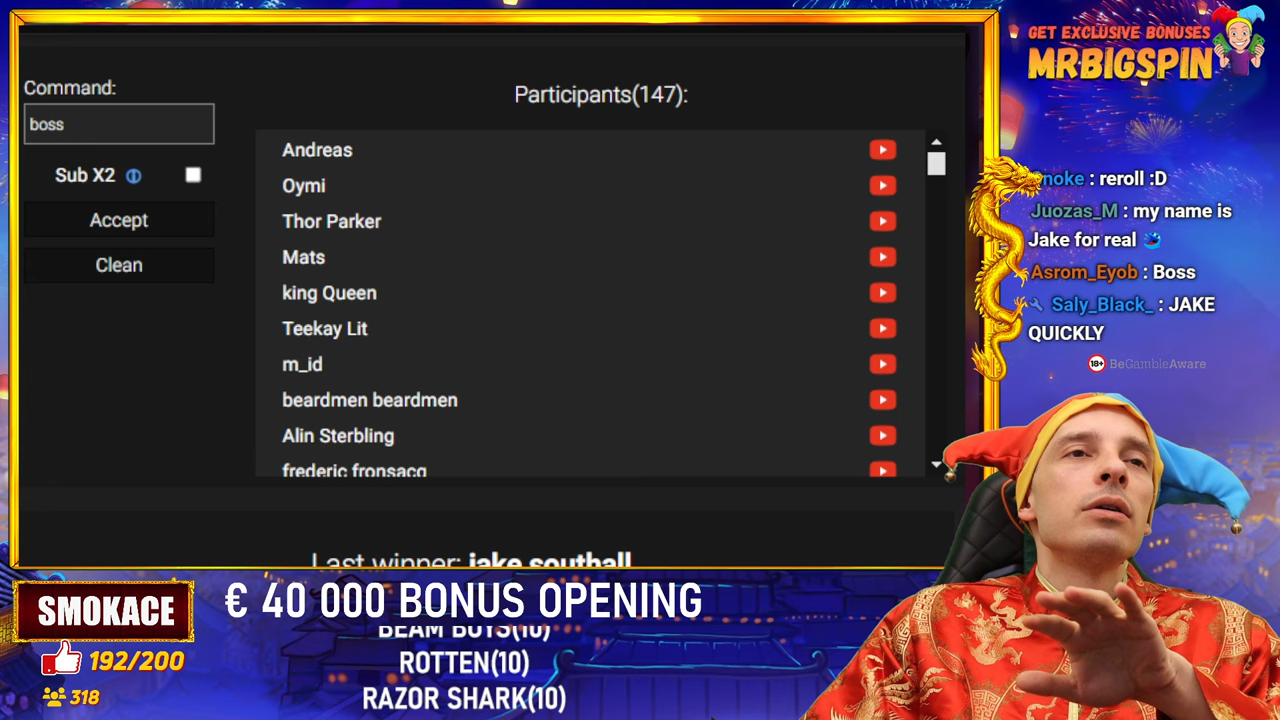 Command:
boss
Sub X2
Accept
Clean
Participants(147):
Andreas
Oymi
Thor Parker
Mats
king Queen
Teekay Lit
m_id
beardmen beardmen
Alin Sterbling
frederic fronsacq
Last winner: jake southall
GET EXCLUSIVE BONUSES
MRBIGSPIN
: reroll :D
Juozas_M : my name is
Jake for real
Asrom_Eyob : Boss
Saly_Black_ : JAKE
QUICKLY
18+ BeGambleAware
SMOKACE
€ 40 000 BONUS OPENING
192/200
318
BEAM BOYS(10)
ROTTEN(10)
RAZOR SHARK(10)